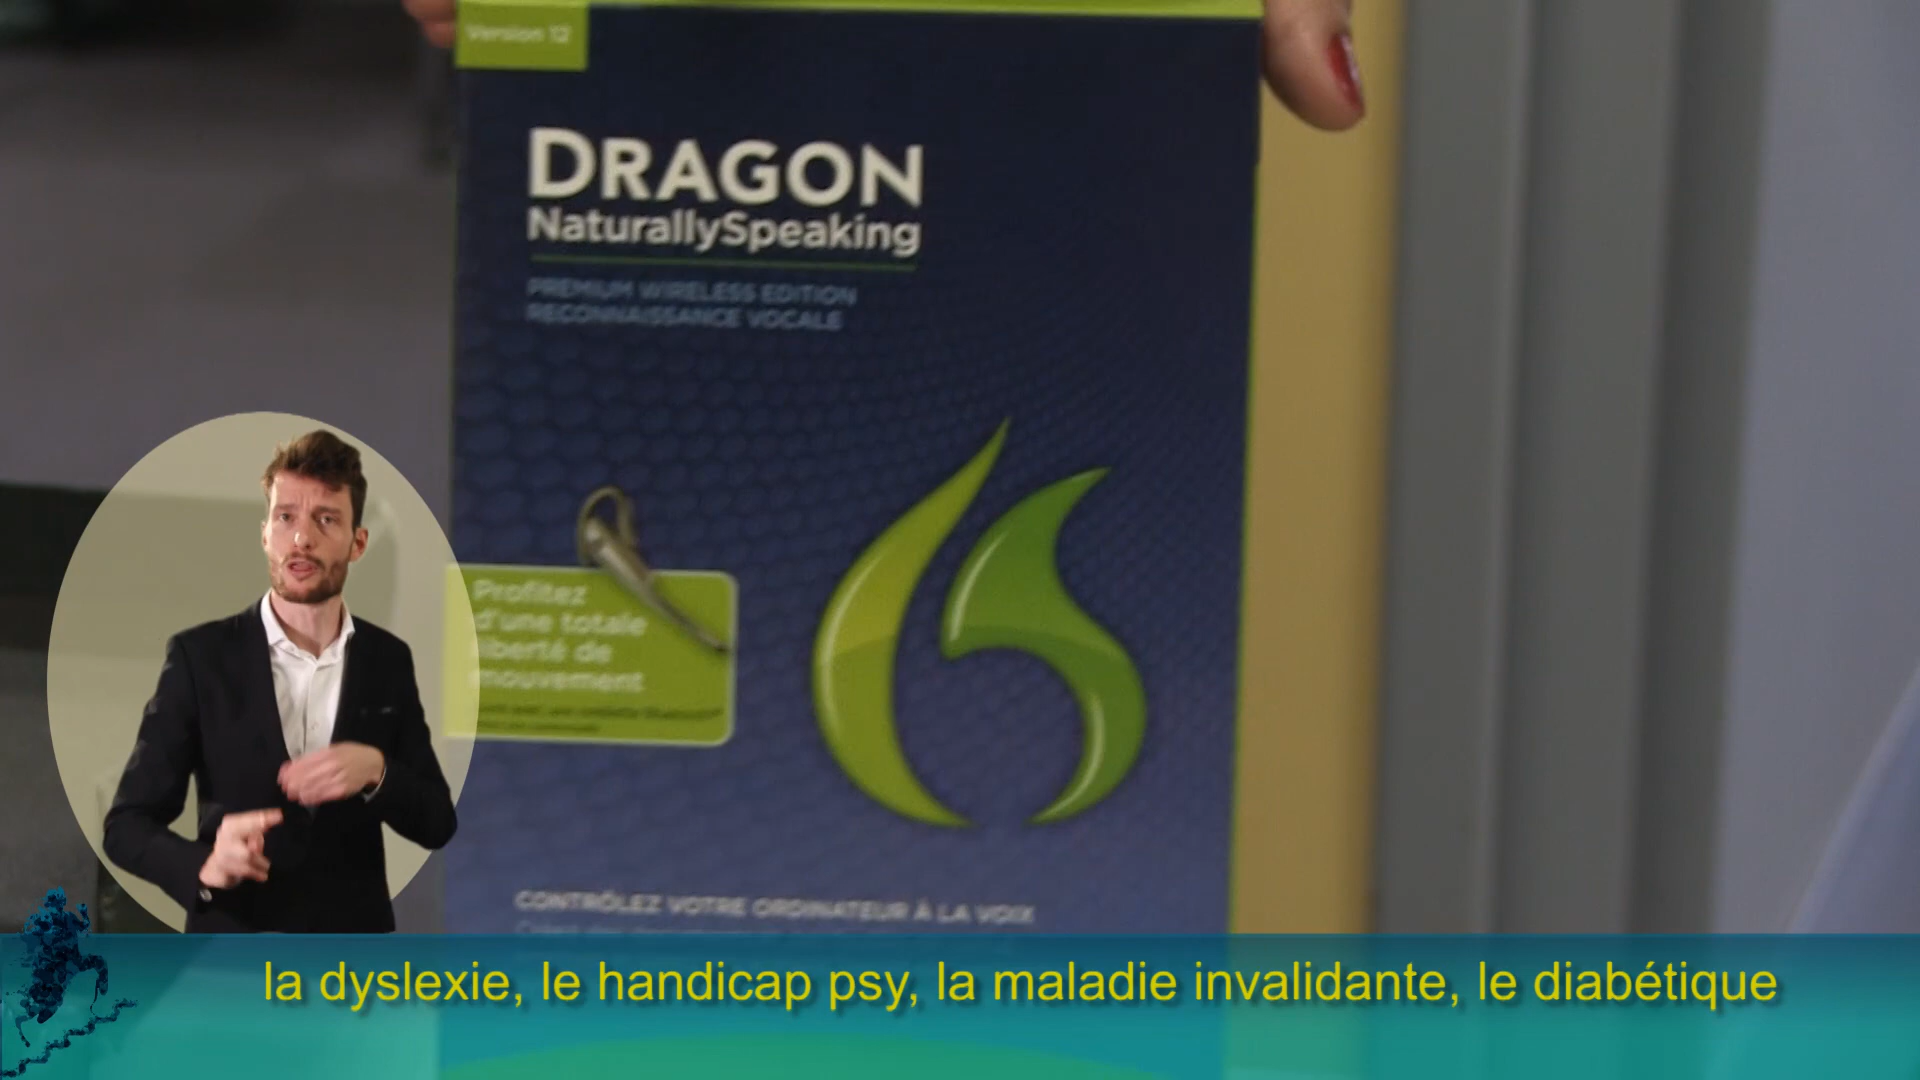 Version 12
DRAGON
NaturallySpeaking
PREMIUM WIRELESS EDITION
RECONNAISSANCE VOCALE
Profitez
d'une totale
liberté de
mouvement
CONTRÔLEZ VOTRE ORDINATEUR À LA VOIX
la dyslexie, le handicap psy, la maladie invalidante, le diabétique